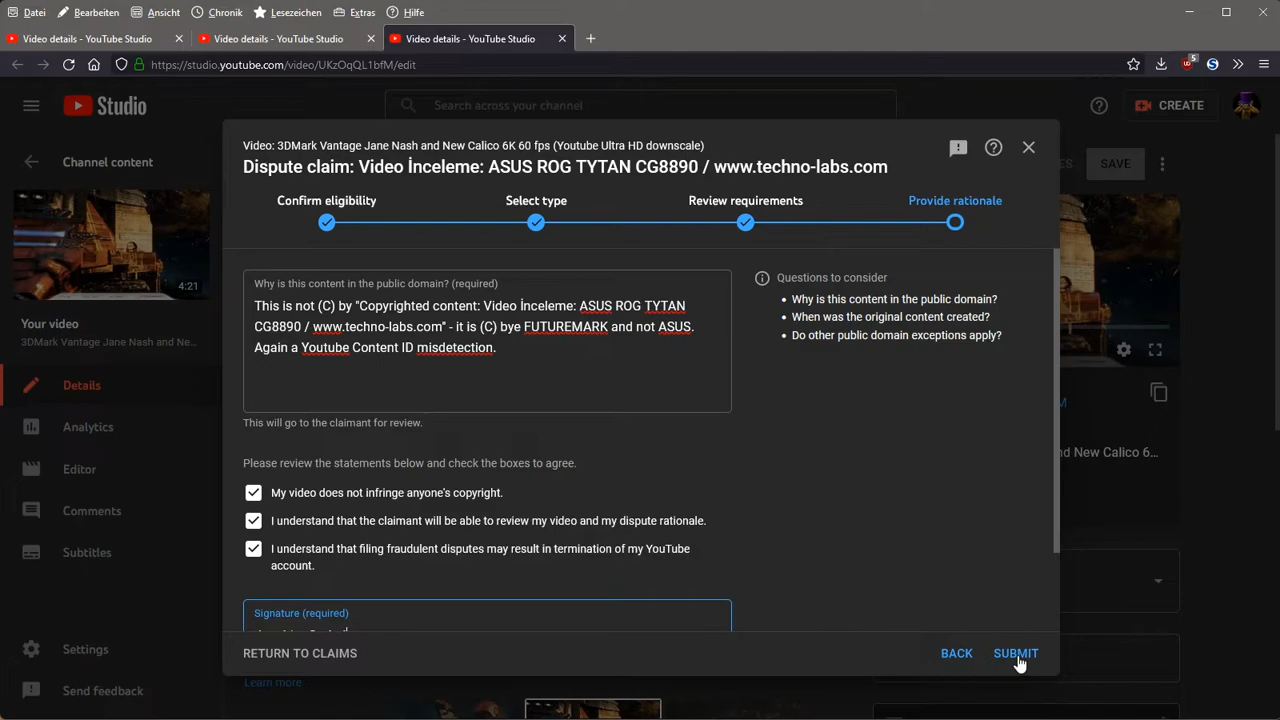 Datei Bearbeiten Ansicht Chronik Lesezeichen Extras Hilfe
Video details - YouTube Studio Video details - YouTube Studio Video details - YouTube Studio
https://studio.youtube.com/video/UKzOqQL1bfM/edit
5
Studio
Search across your channel
CREATE
Channel content
SAVE
4:21
Your video
3DMark Vantage Jane Nash and Ne...
Details
Analytics
Editor
Comments
Subtitles
Settings
Send feedback
Video: 3DMark Vantage Jane Nash and New Calico 6K 60 fps (Youtube Ultra HD downscale)
Dispute claim: Video İnceleme: ASUS ROG TYTAN CG8890 / www.techno-labs.com
Confirm eligibility Select type Review requirements Provide rationale
Why is this content in the public domain? (required)
This is not (C) by "Copyrighted content: Video İnceleme: ASUS ROG TYTAN
CG8890 / www.techno-labs.com" - it is (C) bye FUTUREMARK and not ASUS.
Again a Youtube Content ID misdetection.
This will go to the claimant for review.
Questions to consider
Why is this content in the public domain?
When was the original content created?
Do other public domain exceptions apply?
Please review the statements below and check the boxes to agree.
My video does not infringe anyone's copyright.
I understand that the claimant will be able to review my video and my dispute rationale.
I understand that filing fraudulent disputes may result in termination of my YouTube
account.
Signature (required)
RETURN TO CLAIMS
BACK SUBMIT
Learn more
New Calico 6...